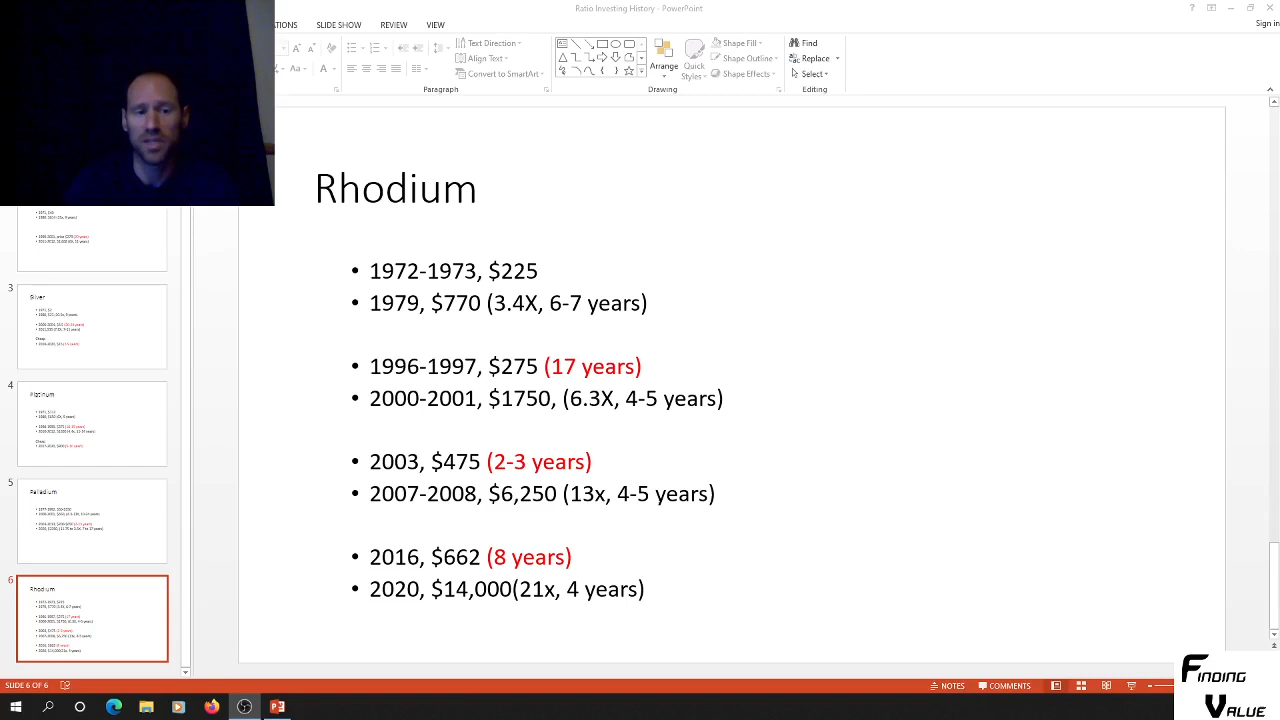 Ratio Investing History - PowerPoint
?
Sign in
TIONS SLIDE SHOW REVIEW VIEW
Text Direction
Align Text
Convert to SmartArt
Paragraph
Arrange
Quick Styles
Shape Fill
Shape Outline
Shape Effects
Drawing
Find
Replace
Select
Editing
3
Silver
4
Platinum
5
Palladium
6
Rhodium
Rhodium
• 1972-1973, $225
• 1979, $770 (3.4X, 6-7 years)
• 1996-1997, $275 (17 years)
• 2000-2001, $1750, (6.3X, 4-5 years)
• 2003, $475 (2-3 years)
• 2007-2008, $6,250 (13x, 4-5 years)
• 2016, $662 (8 years)
• 2020, $14,000(21x, 4 years)
SLIDE 6 OF 6
NOTES
COMMENTS
FINDING
VALUE